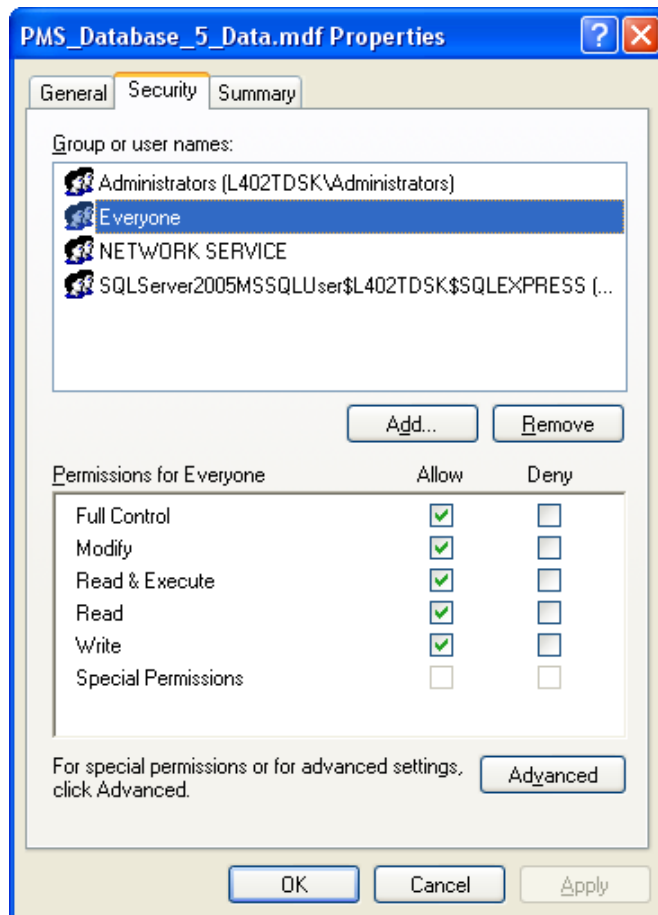 PMS_Database_5_Data.mdf Properties
General Security Summary
Group or user names:
Administrators (L402TDSK\Administrators)
Everyone
NETWORK SERVICE
SQLServer2005MSSQLUser$L402TDSK$SQLEXPRESS (...
Add... Remove
Permissions for Everyone Allow Deny
Full Control
Modify
Read & Execute
Read
Write
Special Permissions
For special permissions or for advanced settings,
click Advanced.
Advanced
OK Cancel Apply